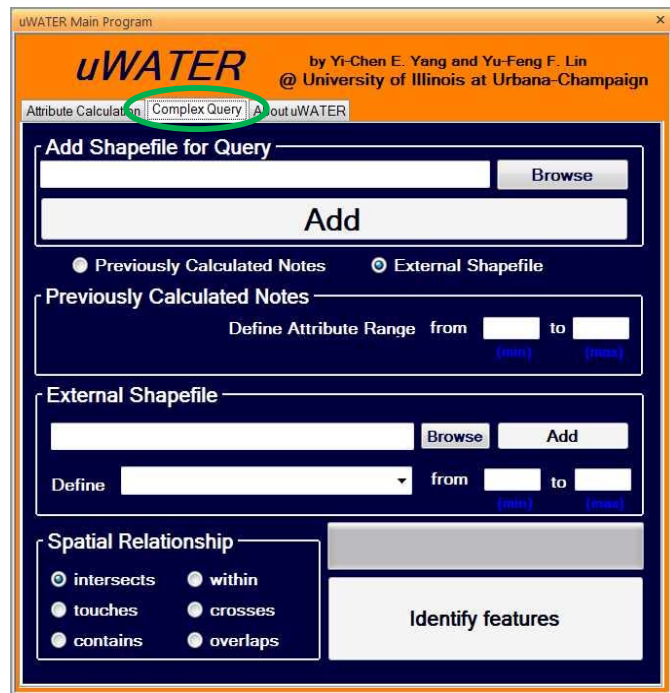 uWATER Main Program
x
uWATER
by Yi-Chen E. Yang and Yu-Feng F. Lin
@ University of Illinois at Urbana-Champaign
Attribute Calculation Complex Query About uWATER
Add Shapefile for Query
Browse
Add
Previously Calculated Notes External Shapefile
Previously Calculated Notes
Define Attribute Range from to
(min) (max)
External Shapefile
Browse Add
Define from to
(min) (max)
Spatial Relationship
intersects within
touches crosses
contains overlaps
Identify features